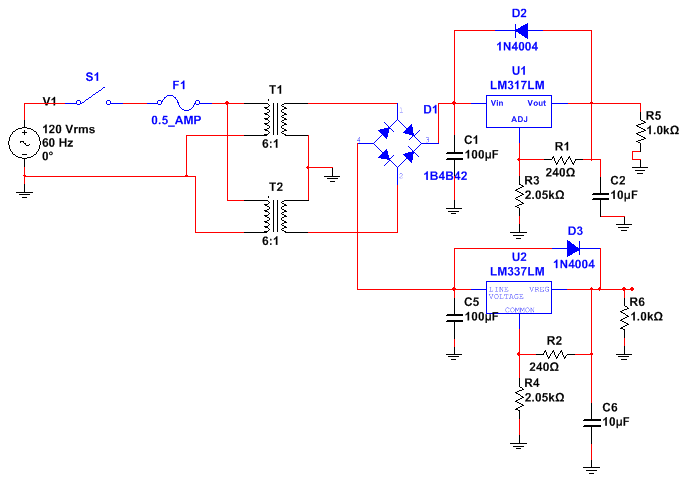 D2
1N4004
S1
F1
T1
U1
LM317LM
V1
0.5_AMP
1
D1
Vin
Vout
ADJ
R5
1.0kΩ
120 Vrms
60 Hz
0°
6:1
4
3
C1
100µF
R1
240Ω
1B4B42
2
R3
2.05kΩ
C2
10µF
T2
6:1
D3
1N4004
U2
LM337LM
LINE
VOLTAGE
VREG
COMMON
C5
100µF
R6
1.0kΩ
R2
240Ω
R4
2.05kΩ
C6
10µF